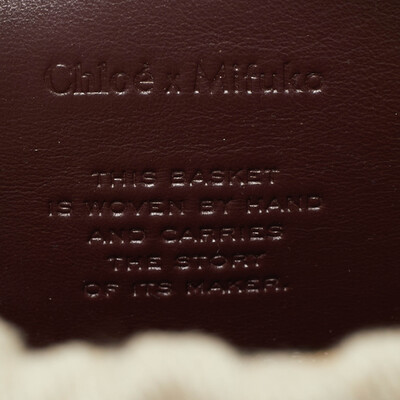 Chloé x Mifuko
THIS BASKET
IS WOVEN BY HAND
AND CARRIES
THE STORY
OF ITS MAKER.